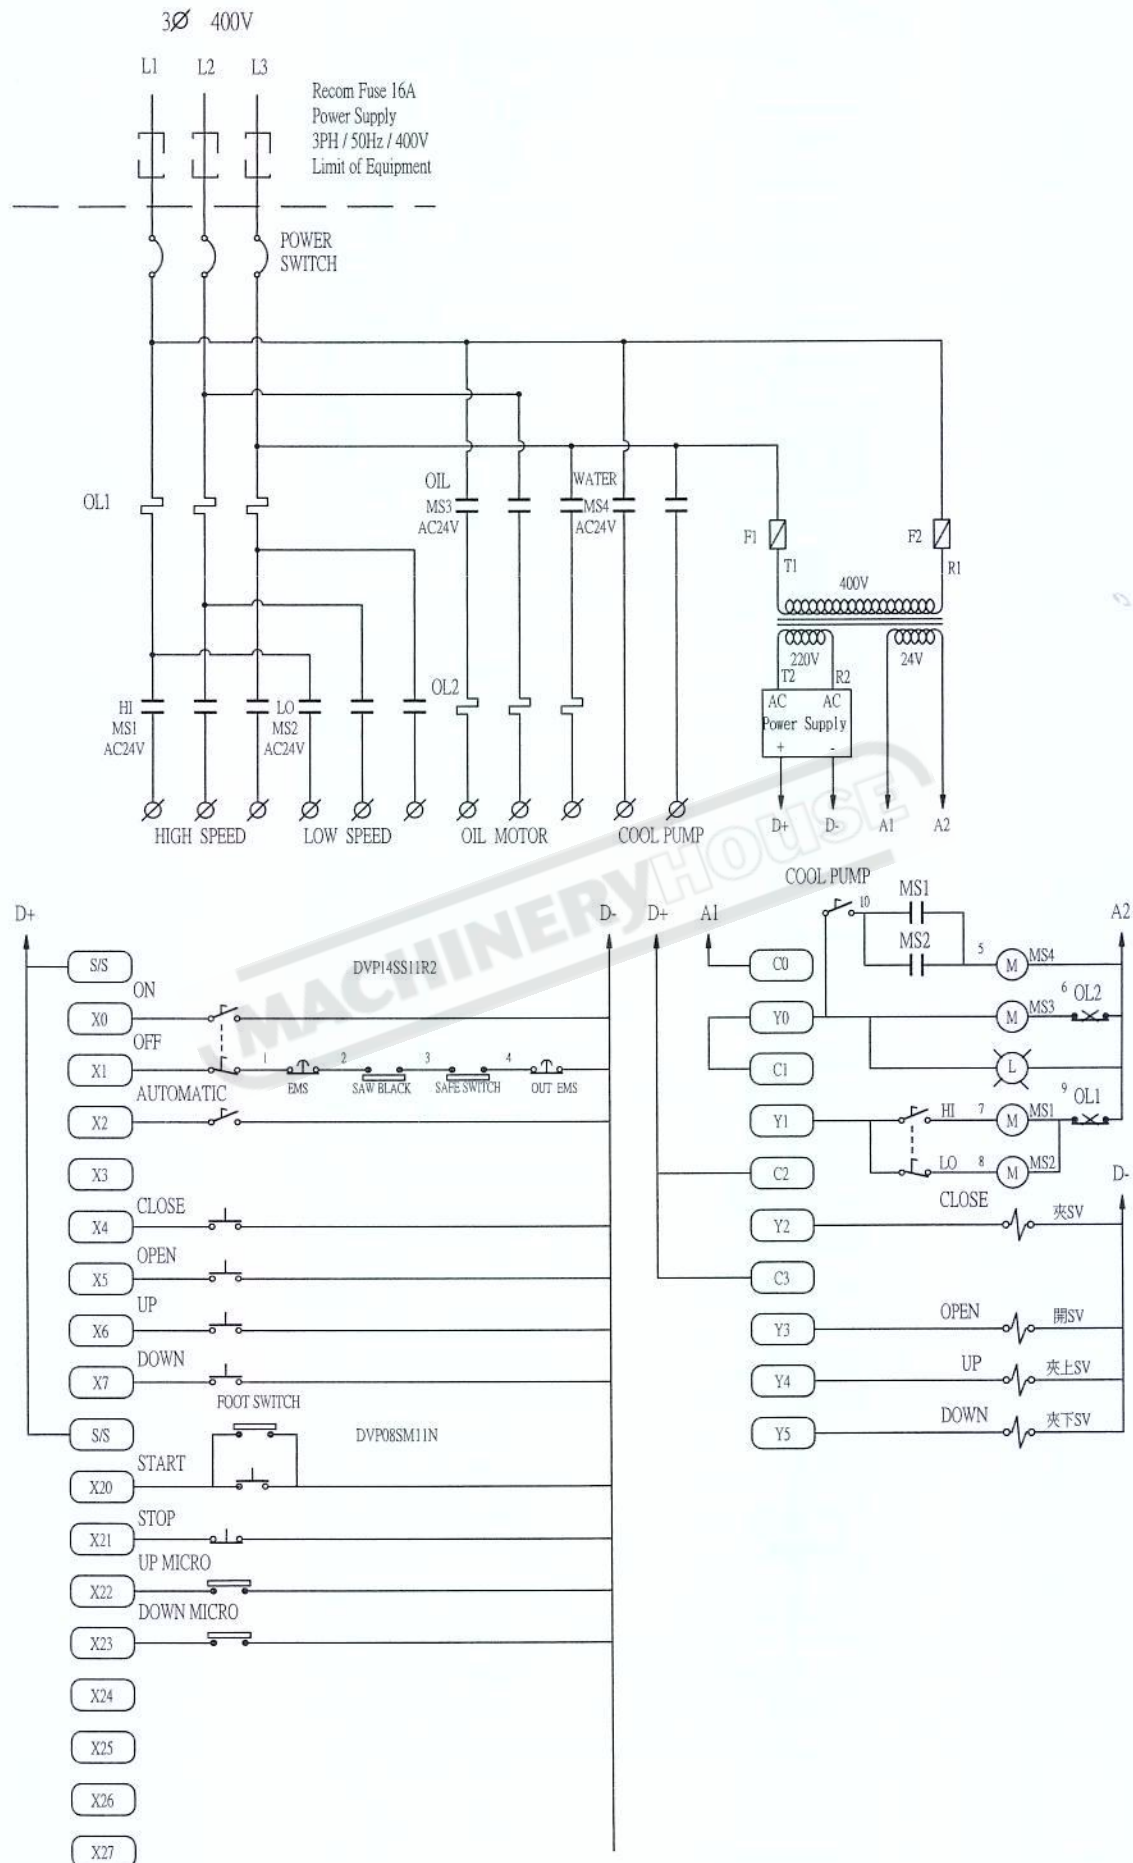 3Ø 400V
L1 L2 L3
Recom Fuse 16A
Power Supply
3PH / 50Hz / 400V
Limit of Equipment
POWER
SWITCH
OL1
OIL
MS3
AC24V
WATER
MS4
AC24V
F1
T1
F2
R1
400V
220V
24V
T2
R2
AC AC
Power Supply
+ -
OL2
HI
MS1
AC24V
LO
MS2
AC24V
HIGH SPEED
LOW SPEED
OIL MOTOR
COOL PUMP
D+ D- A1 A2
MACHINERYHOUSE
D+
D-
S/S
DVP14SS11R2
ON
X0
OFF
X1
1
EMS
2
SAW BLACK
3
SAFE SWITCH
4
OUT EMS
AUTOMATIC
X2
X3
CLOSE
X4
OPEN
X5
UP
X6
DOWN
X7
FOOT SWITCH
S/S
DVP08SM11N
START
X20
STOP
X21
UP MICRO
X22
DOWN MICRO
X23
X24
X25
X26
X27
D+
A1
COOL PUMP
10
MS1
MS2
A2
C0
5
M
MS4
Y0
M
MS3
6
OL2
C1
L
9
OL1
Y1
HI
7
M
MS1
C2
LO
8
M
MS2
D-
CLOSE
Y2
夾SV
C3
OPEN
Y3
開SV
UP
Y4
夾上SV
DOWN
Y5
夾下SV